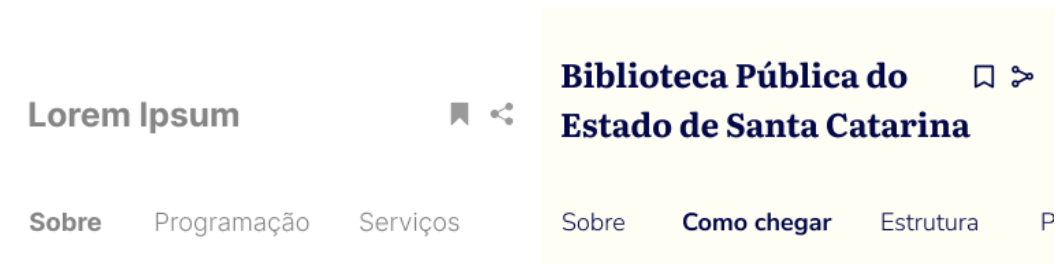 Lorem Ipsum
Sobre Programação Serviços
Biblioteca Pública do
Estado de Santa Catarina
Sobre Como chegar Estrutura P